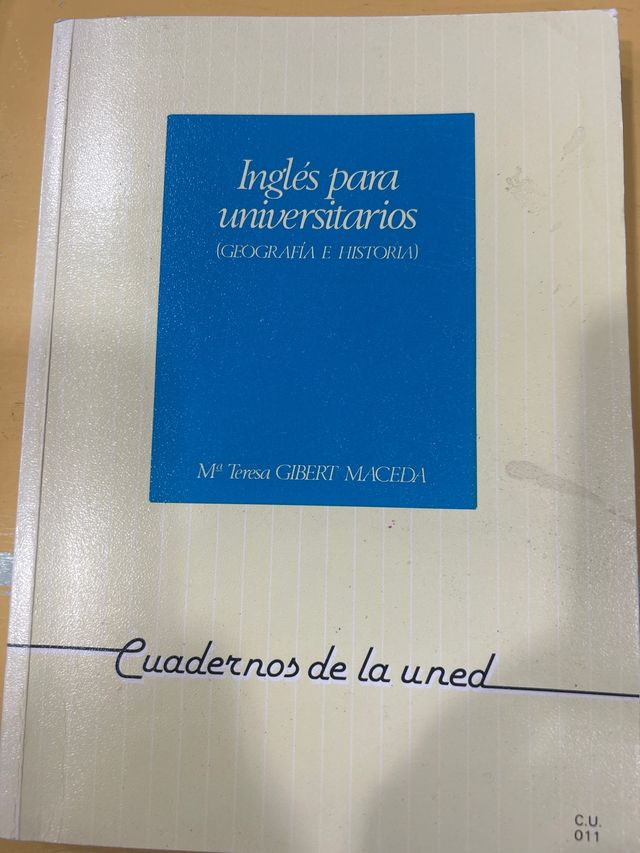 Inglés para
universitarios
(GEOGRAFÍA E HISTORIA)
Mª Teresa GIBERT MACEDA
Cuadernos de la uned
C.U.
011